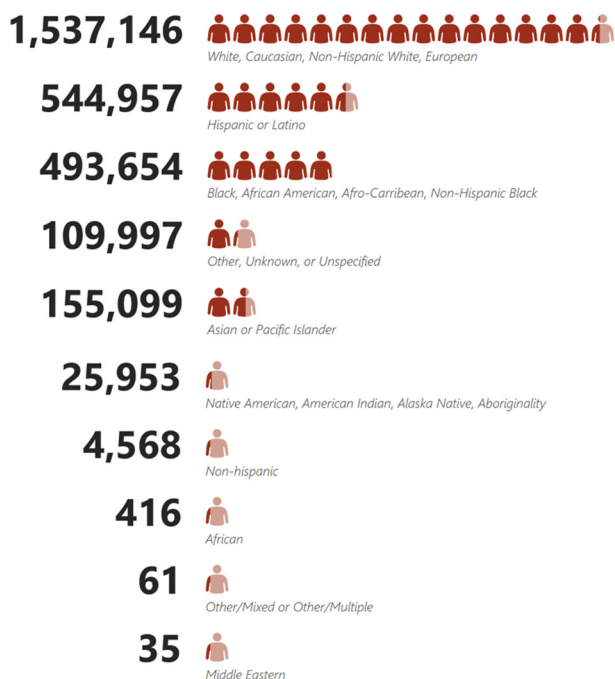 1,537,146
White, Caucasian, Non-Hispanic White, European
544,957
Hispanic or Latino
493,654
Black, African American, Afro-Carribean, Non-Hispanic Black
109,997
Other, Unknown, or Unspecified
155,099
Asian or Pacific Islander
25,953
Native American, American Indian, Alaska Native, Aboriginality
4,568
Non-hispanic
416
African
61
Other/Mixed or Other/Multiple
35
Middle Eastern